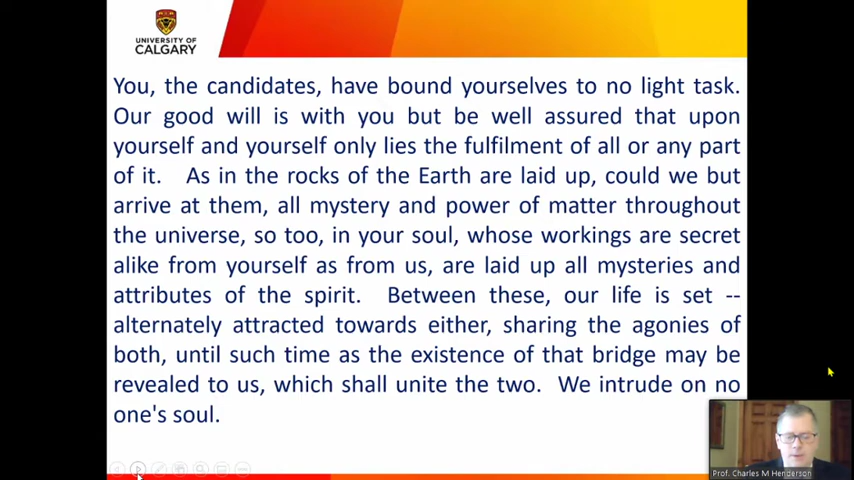 UNIVERSITY OF
CALGARY
You, the candidates, have bound yourselves to no light task.
Our good will is with you but be well assured that upon
yourself and yourself only lies the fulfilment of all or any part
of it. As in the rocks of the Earth are laid up, could we but
arrive at them, all mystery and power of matter throughout
the universe, so too, in your soul, whose workings are secret
alike from yourself as from us, are laid up all mysteries and
attributes of the spirit. Between these, our life is set --
alternately attracted towards either, sharing the agonies of
both, until such time as the existence of that bridge may be
revealed to us, which shall unite the two. We intrude on no
one's soul.
Prof. Charles M Henderson